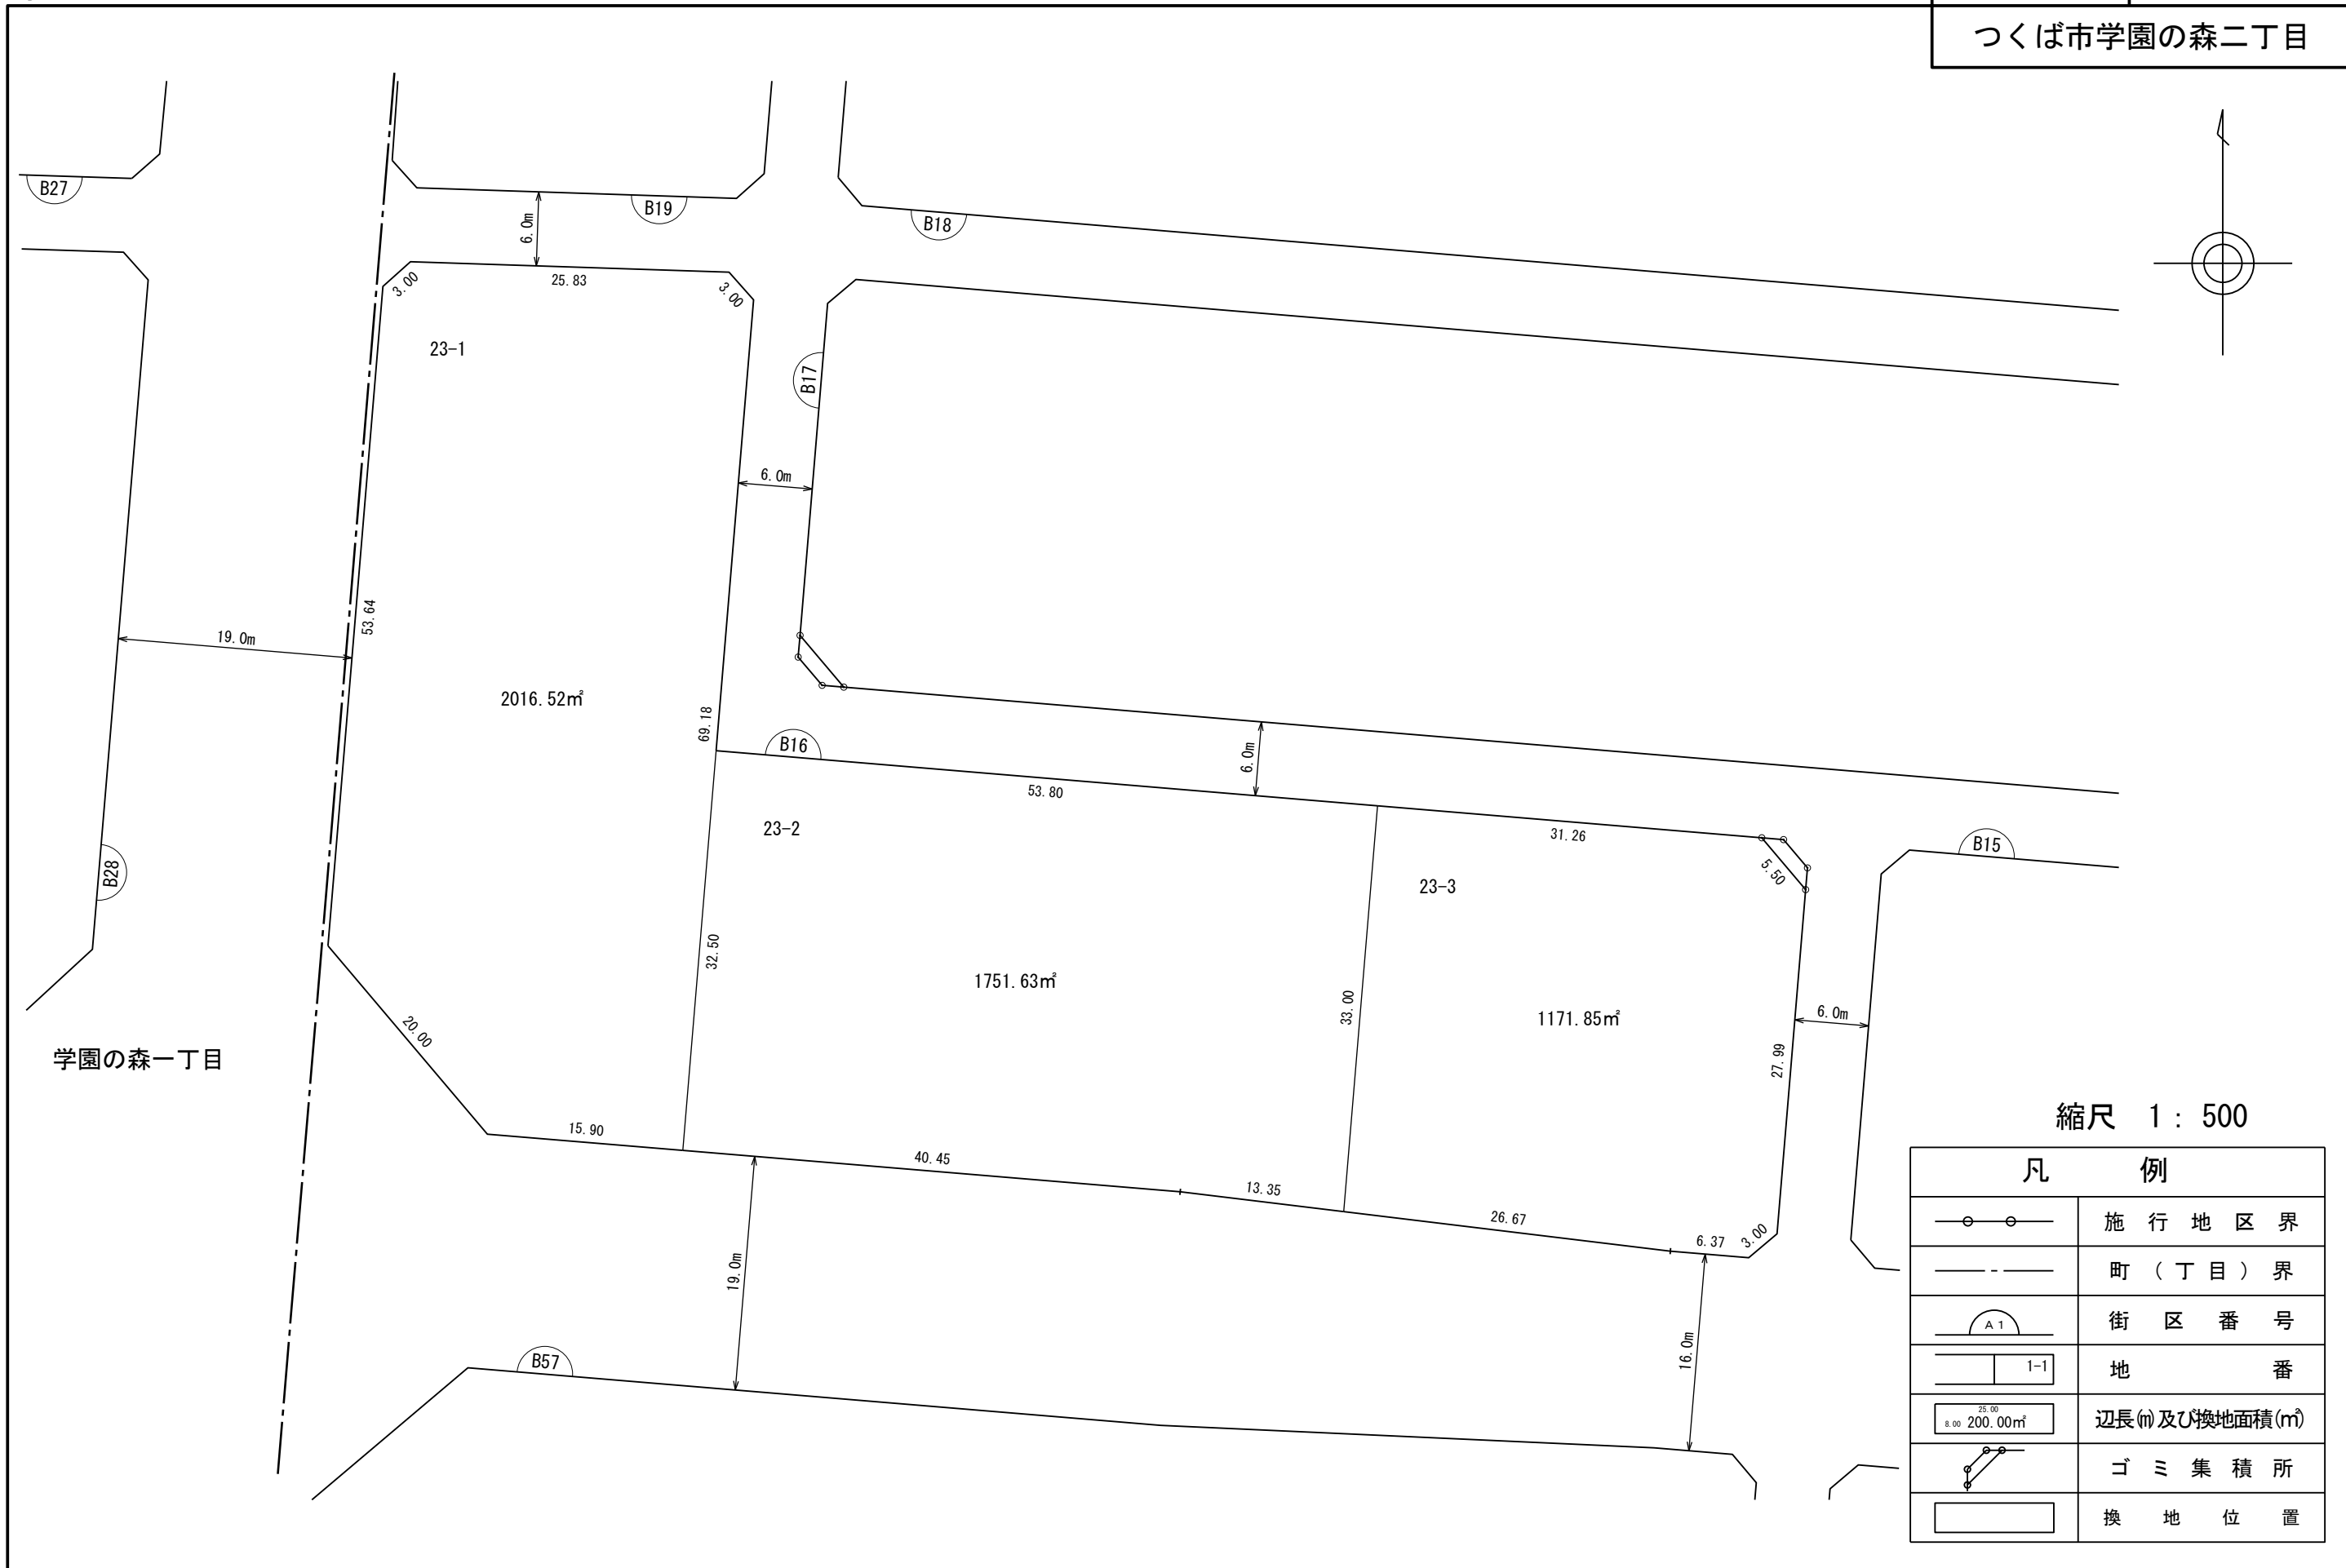 つくば市学園の森二丁目
B27
B19
B18
6.0m
3.00
25.83
3.00
23-1
B17
6.0m
53.64
19.0m
2016.52㎡
69.18
B16
6.0m
53.80
23-2
31.26
B15
5.50
B28
23-3
32.50
1751.63㎡
33.00
1171.85㎡
6.0m
20.00
27.99
学園の森一丁目
15.90
40.45
13.35
26.67
6.37
3.00
19.0m
16.0m
B57
縮尺 1: 500
凡 例
施行地区界
町(丁目)界
A1
街区番号
1-1
地番
25.00
8.00 200.00㎡
辺長(m)及び換地面積(㎡)
ゴミ集積所
換地位置